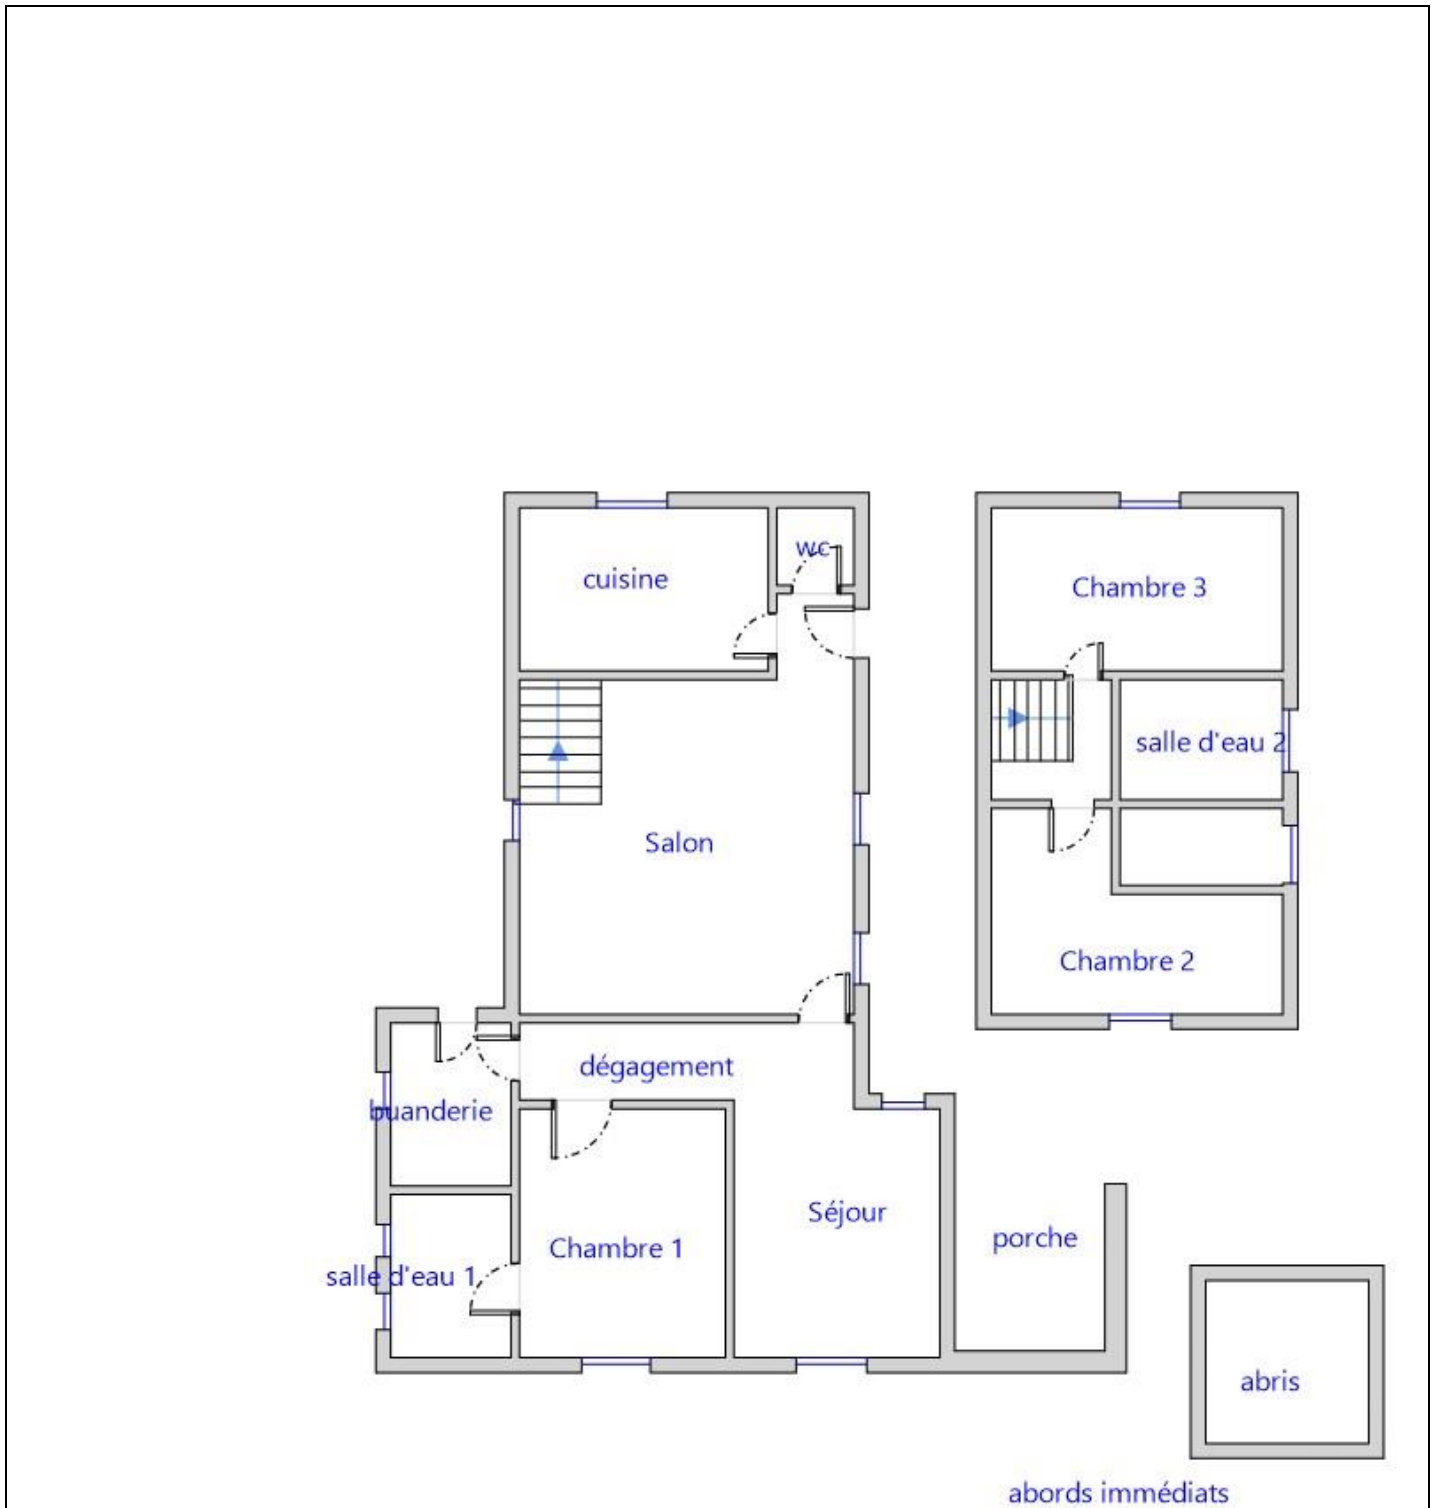 wc
cuisine
Chambre 3
salle d'eau 2
Salon
Chambre 2
dégagement
buanderie
Séjour
porche
Chambre 1
salle d'eau 1
abris
abords immédiats